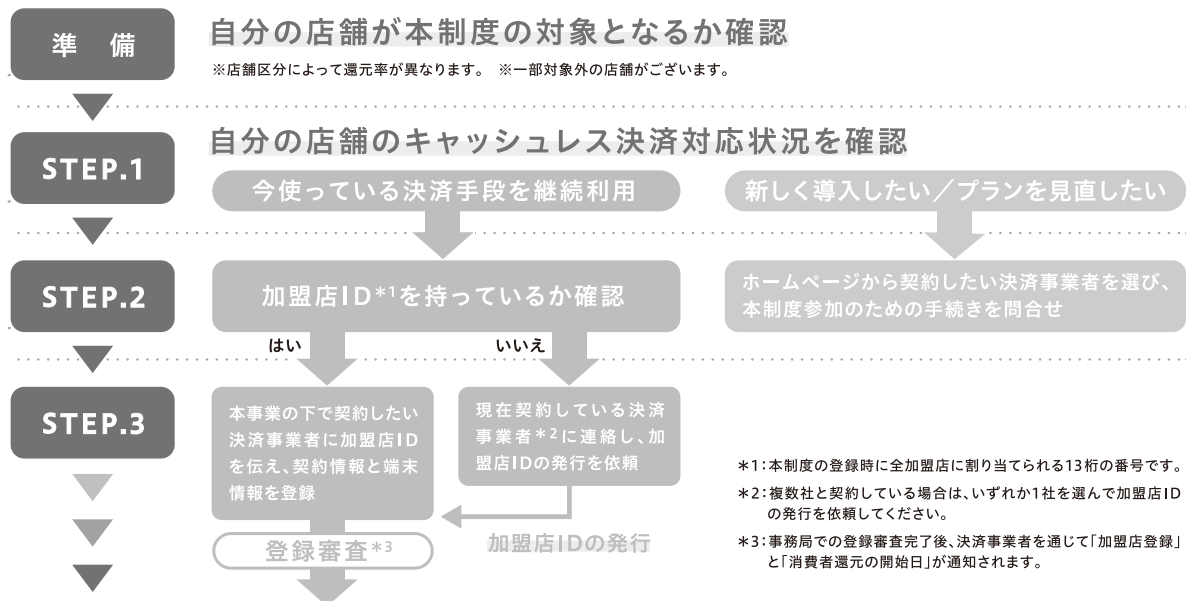 準 備
自分の店舗が本制度の対象となるか確認
※店舗区分によって還元率が異なります。 ※一部対象外の店舗がございます。
STEP.1
自分の店舗のキャッシュレス決済対応状況を確認
今使っている決済手段を継続利用
新しく導入したい／プランを見直したい
STEP.2
加盟店ID*1を持っているか確認
ホームページから契約したい決済事業者を選び、
本制度参加のための手続きを問合せ
はい
いいえ
STEP.3
本事業の下で契約したい
決済事業者に加盟店ID
を伝え、契約情報と端末
情報を登録
現在契約している決済
事業者*2に連絡し、加
盟店IDの発行を依頼
登録審査*3
加盟店IDの発行
*1：本制度の登録時に全加盟店に割り当てられる13桁の番号です。
*2：複数社と契約している場合は、いずれか1社を選んで加盟店ID
の発行を依頼してください。
*3：事務局での登録審査完了後、決済事業者を通じて「加盟店登録」
と「消費者還元の開始日」が通知されます。